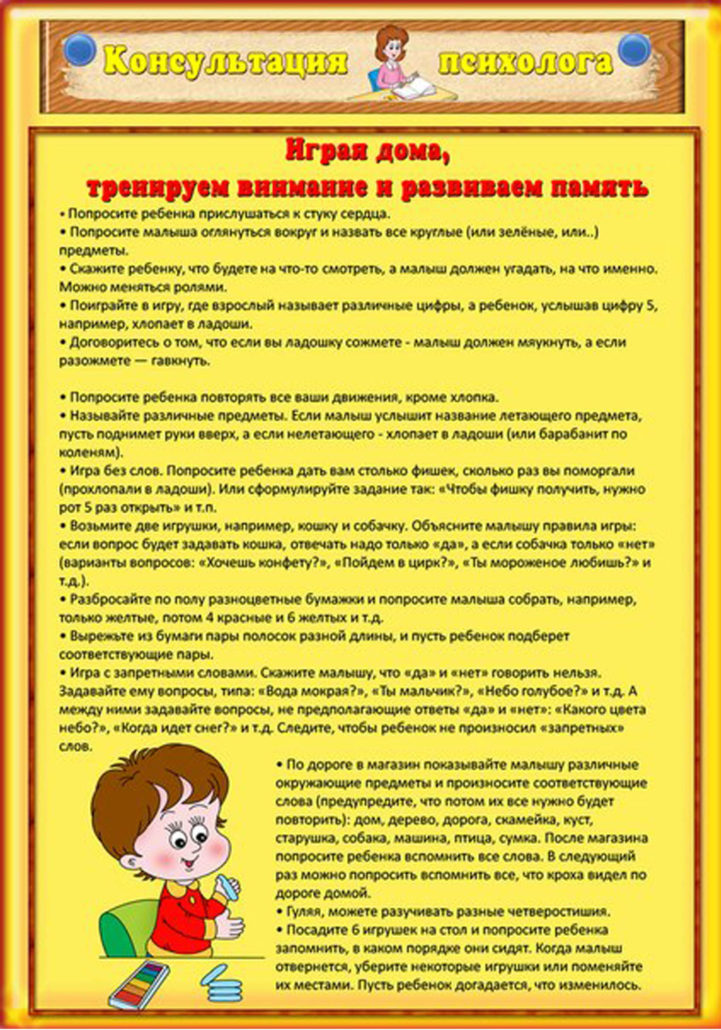 Консультация психолога
Играя дома,
тренируем внимание и развиваем память
• Попросите ребенка прислушаться к стуку сердца.
• Попросите малыша оглянуться вокруг и назвать все круглые (или зелёные, или..)
предметы.
• Скажите ребенку, что будете на что-то смотреть, а малыш должен угадать, на что именно.
Можно меняться ролями.
• Поиграйте в игру, где взрослый называет различные цифры, а ребенок, услышав цифру 5,
например, хлопает в ладоши.
• Договоритесь о том, что если вы ладошку сожмете - малыш должен мяукнуть, а если
разожмете — гавкнуть.
• Попросите ребенка повторять все ваши движения, кроме хлопка.
• Называйте различные предметы. Если малыш услышит название летающего предмета,
пусть поднимет руки вверх, а если нелетающего - хлопает в ладоши (или барабанит по
коленям).
• Игра без слов. Попросите ребенка дать вам столько фишек, сколько раз вы поморгали
(прохлопали в ладоши). Или сформулируйте задание так: «Чтобы фишку получить, нужно
рот 5 раз открыть» и т.п.
• Возьмите две игрушки, например, кошку и собачку. Объясните малышу правила игры:
если вопрос будет задавать кошка, отвечать надо только «да», а если собачка только «нет»
(варианты вопросов: «Хочешь конфету?», «Пойдем в цирк?», «Ты мороженое любишь?» и
т.д.).
• Разбросайте по полу разноцветные бумажки и попросите малыша собрать, например,
только желтые, потом 4 красные и 6 желтых и т.д.
• Вырежьте из бумаги пары полосок разной длины, и пусть ребенок подберет
соответствующие пары.
• Игра с запретными словами. Скажите малышу, что «да» и «нет» говорить нельзя.
Задавайте ему вопросы, типа: «Вода мокрая?», «Ты мальчик?», «Небо голубое?» и т.д. А
между ними задавайте вопросы, не предполагающие ответы «да» и «нет»: «Какого цвета
небо?», «Когда идет снег?» и т.д. Следите, чтобы ребенок не произносил «запретных»
слов.
• По дороге в магазин показывайте малышу различные
окружающие предметы и произносите соответствующие
слова (предупредите, что потом их все нужно будет
повторить): дом, дерево, дорога, скамейка, куст,
старушка, собака, машина, птица, сумка. После магазина
попросите ребенка вспомнить все слова. В следующий
раз можно попросить вспомнить все, что кроха видел по
дороге домой.
• Гуляя, можете разучивать разные четверостишия.
• Посадите 6 игрушек на стол и попросите ребенка
запомнить, в каком порядке они сидят. Когда малыш
отвернется, уберите некоторые игрушки или поменяйте
их местами. Пусть ребенок догадается, что изменилось.